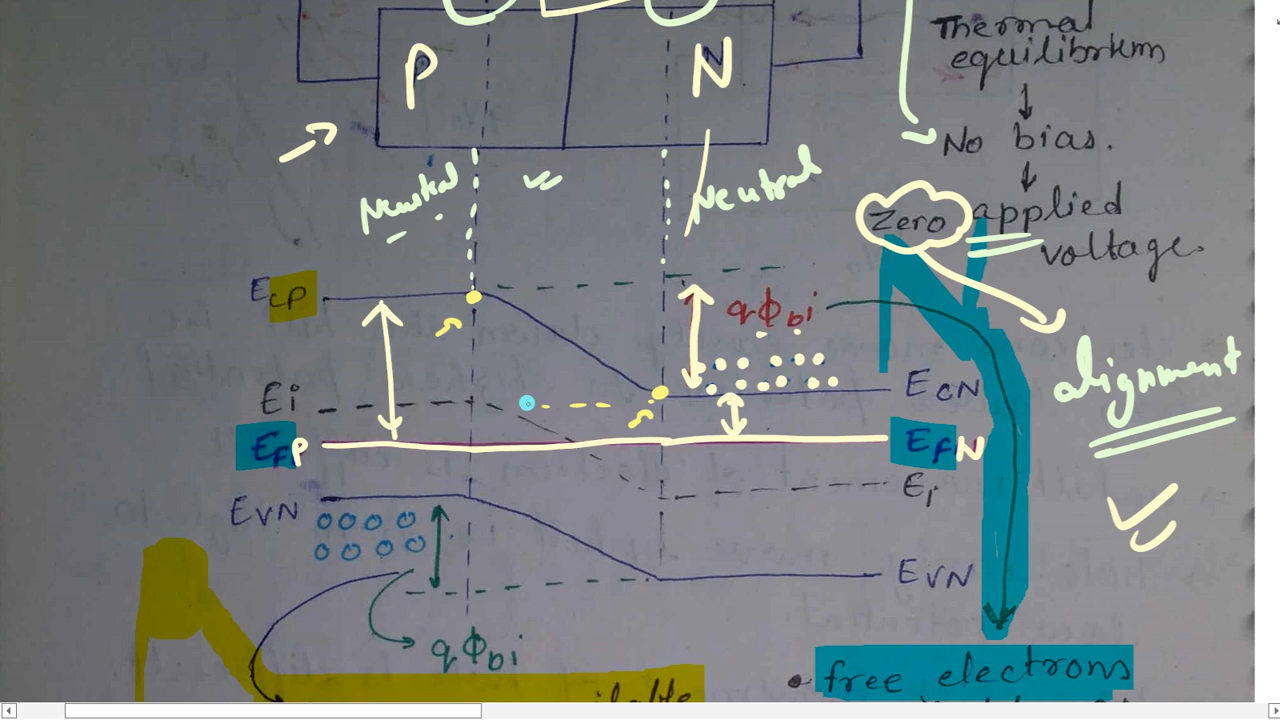 P
N
Thermal
equilibrium
No bias.
Zero applied
voltage.
Neutral
Neutral
ECP
qΦbi
ECN
alignment
Ei
EFP
EFN
Ei
EVN
EVN
qΦbi
• free electrons